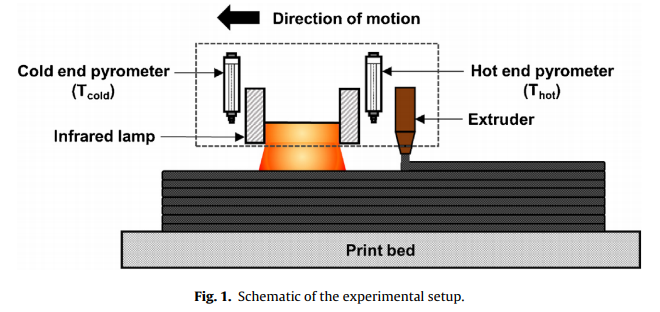 Direction of motion
Cold end pyrometer
(Tcold)
Hot end pyrometer
(Thot)
Extruder
Infrared lamp
Print bed
Fig. 1. Schematic of the experimental setup.